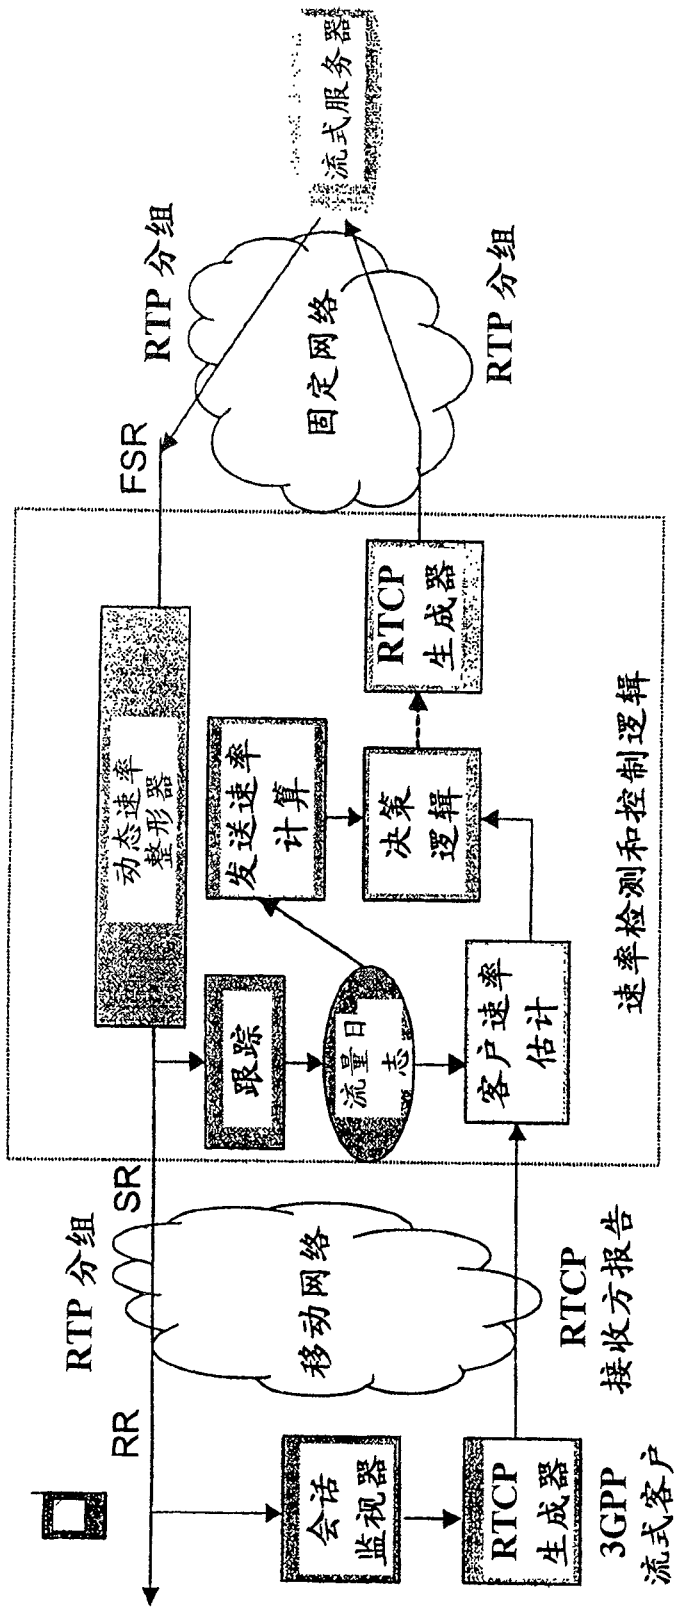 流式服务器
RTP 分组
RTP 分组
固定网络
FSR
动态速率
整形器
发送速率
计算
决策
逻辑
RTCP
生成器
跟踪
流量日
志
客户速率
估计
速率检测和控制逻辑
SR
RTP 分组
移动网络
RTCP
接收方报告
RR
会话
监视器
RTCP
生成器
3GPP
流式客户